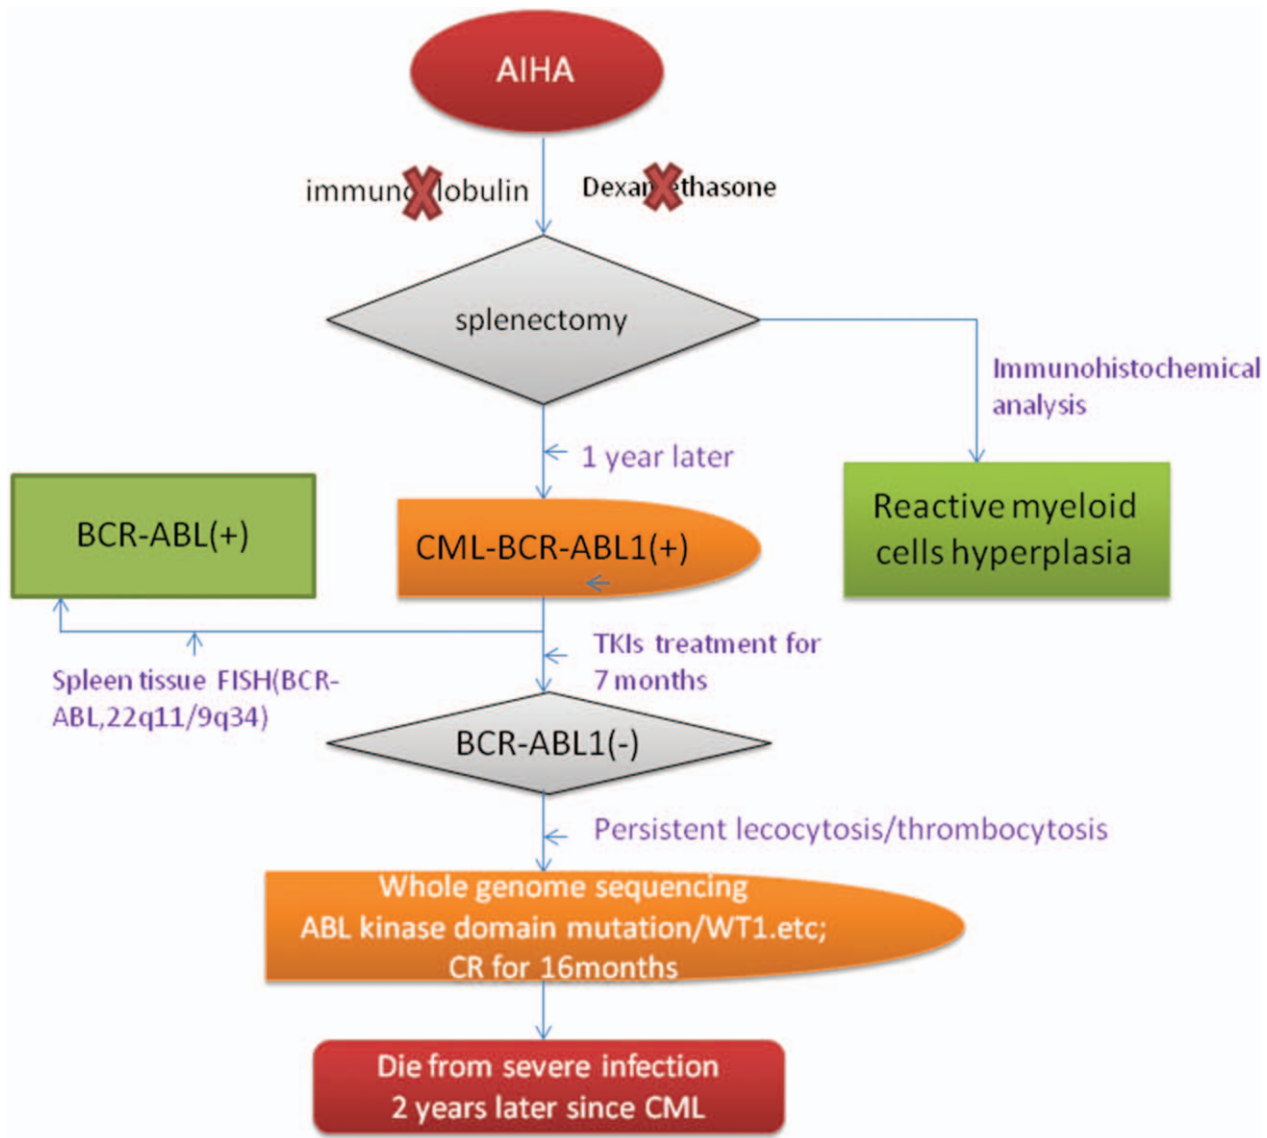 AIHA
immunoglobulin
Dexamethasone
splenectomy
Immunohistochemical
analysis
1 year later
BCR-ABL(+)
CML-BCR-ABL1(+)
Reactive myeloid
cells hyperplasia
TKIs treatment for
7 months
Spleen tissue FISH(BCR-
ABL,22q11/9q34)
BCR-ABL1(-)
Persistent lecocytosis/thrombocytosis
Whole genome sequencing
ABL kinase domain mutation/WT1.etc;
CR for 16months
Die from severe infection
2 years later since CML